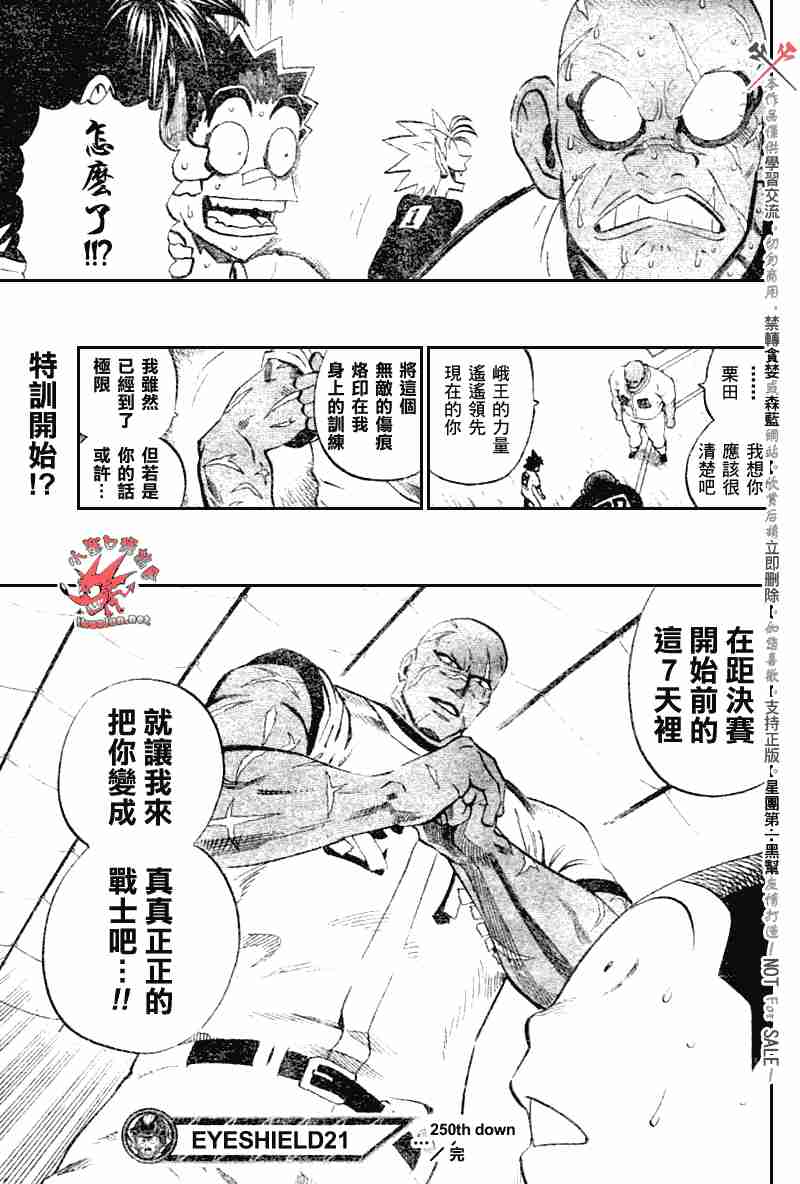 怎麼了!!?
……
栗田
我想你
應該很
清楚吧
峨王的力量
遙遙領先
現在的你
將這個
無敵的傷痕
烙印在我
身上的訓練
我雖然
已經到了
極限
但若是
你的話
或許…
特訓開始!?
在距決賽
開始前的
這7天裡
就讓我來
把你變成
真真正正的
戰士吧…!!
EYESHIELD21
250th down
…／完
本作品僅供學習交流，切勿商用，禁轉貪婪或森藍網站，欣賞后請立即刪除，如您喜歡，支持正版。星團第一黑幫友情打造！NOT For SALE！